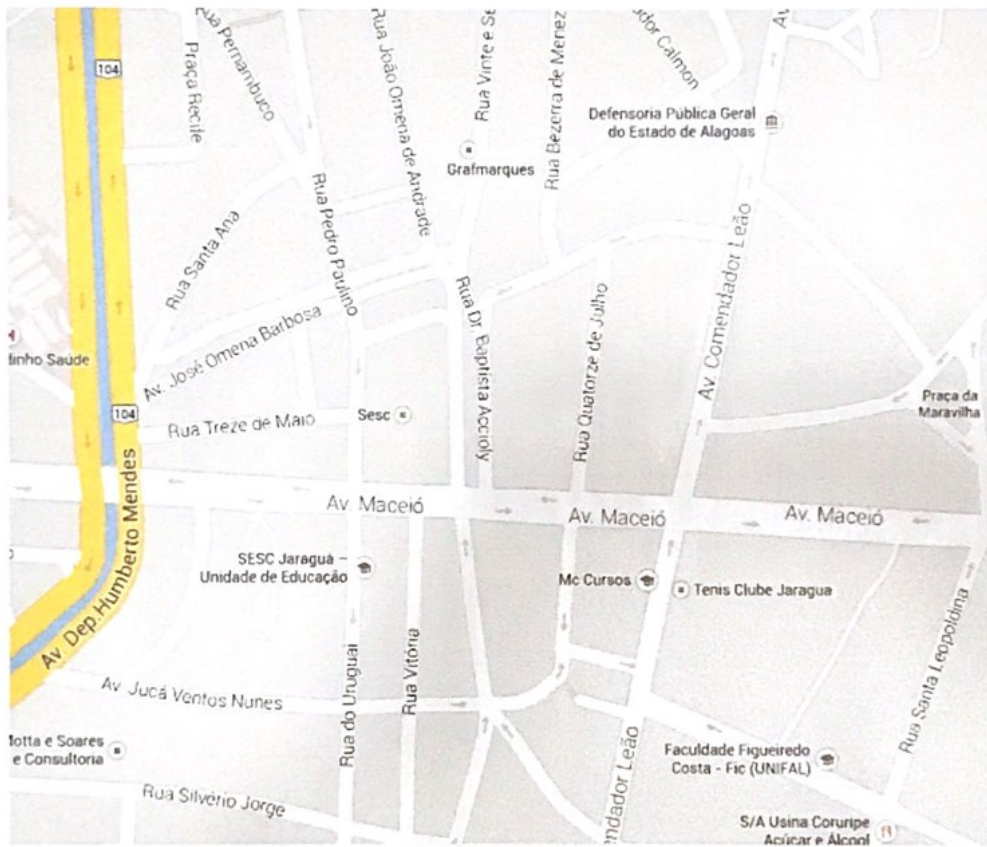 Rua Pernambuco
Praça Recife
Rua João Omena de Andrade
Rua Vinte e Se
Rua Bezerra de Menez
odor Calmon
Av
104
Defensoria Pública Geral
do Estado de Alagoas
Grafmarques
Rua Santa Ana
Rua Pedro Paulino
Av. Comendador Leão
Av. José Omena Barbosa
Rua Dr. Baptista Accioly
Rua Quatorze de Julho
dinho Saúde
104
Rua Treze de Maio
Sesc
Praça da
Maravilha
Av. Maceió
Av. Maceió
Av. Maceió
Av. Dep. Humberto Mendes
SESC Jaraguá –
Unidade de Educação
Mc Cursos
Tenis Clube Jaragua
Rua do Uruguai
Rua Vitória
Rua Santa Leopoldina
Av. Jucá Ventos Nunes
Motta e Soares
e Consultoria
Rua Silvério Jorge
endador Leão
Faculdade Figueiredo
Costa - Fic (UNIFAL)
S/A Usina Coruripe
Açúcar e Álcool